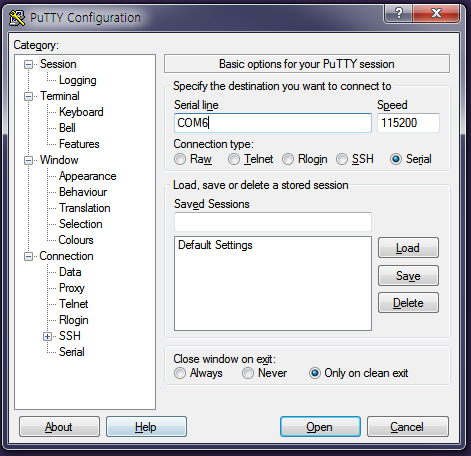 PuTTY Configuration
?
Category:
Session
Logging
Terminal
Keyboard
Bell
Features
Window
Appearance
Behaviour
Translation
Selection
Colours
Connection
Data
Proxy
Telnet
Rlogin
SSH
Serial
Basic options for your PuTTY session
Specify the destination you want to connect to
Serial line Speed
COM6 115200
Connection type:
Raw Telnet Rlogin SSH Serial
Load, save or delete a stored session
Saved Sessions
Default Settings
Load
Save
Delete
Close window on exit:
Always Never Only on clean exit
About Help Open Cancel